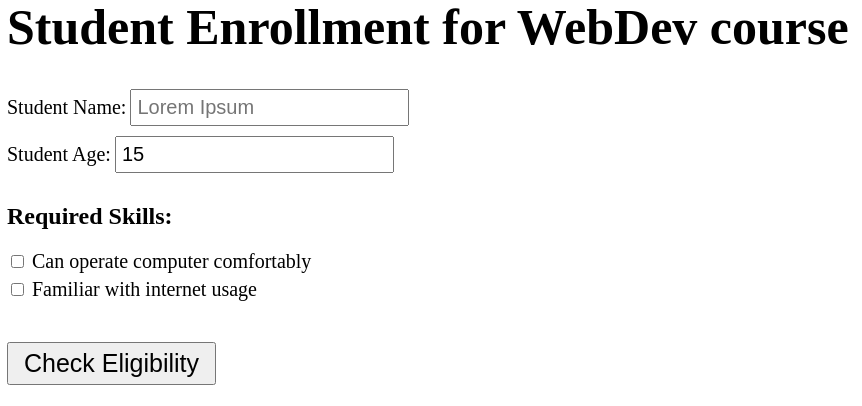 Student Enrollment for WebDev course
Student Name: Lorem Ipsum
Student Age: 15
Required Skills:
Can operate computer comfortably
Familiar with internet usage
Check Eligibility